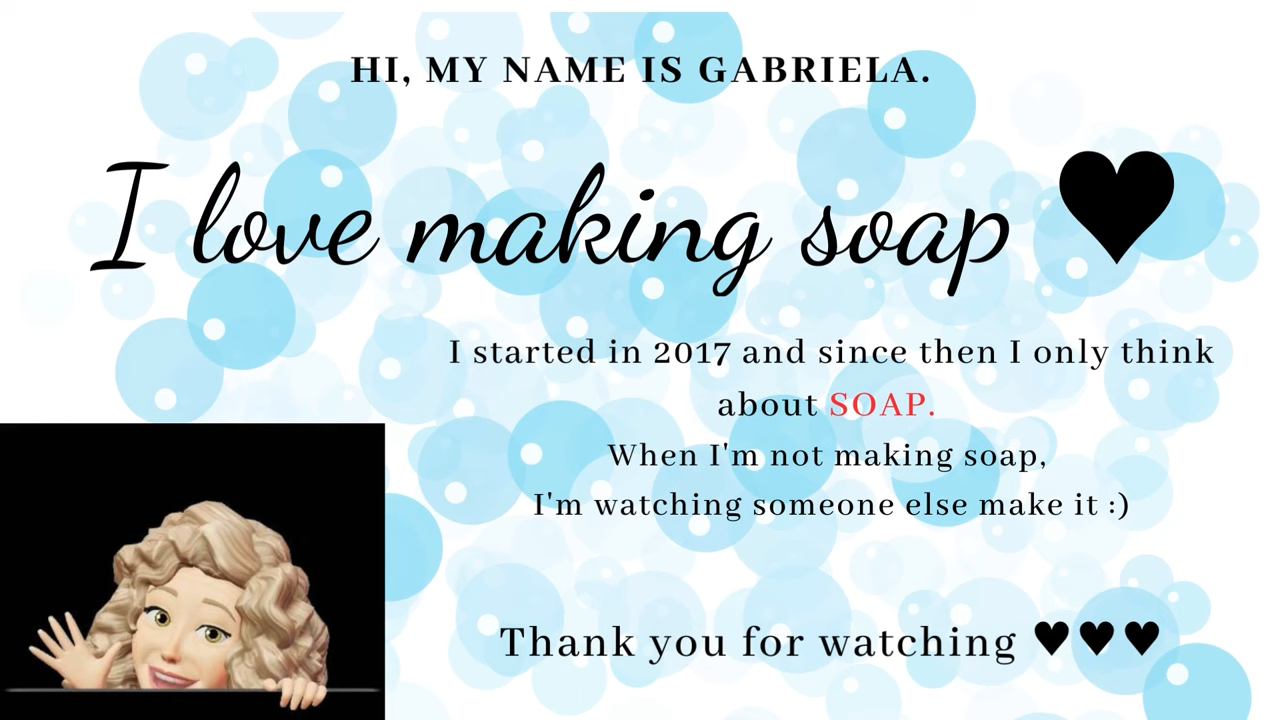 HI, MY NAME IS GABRIELA.
I love making soap ♥
I started in 2017 and since then I only think
about SOAP.
When I'm not making soap,
I'm watching someone else make it :)
Thank you for watching ♥♥♥